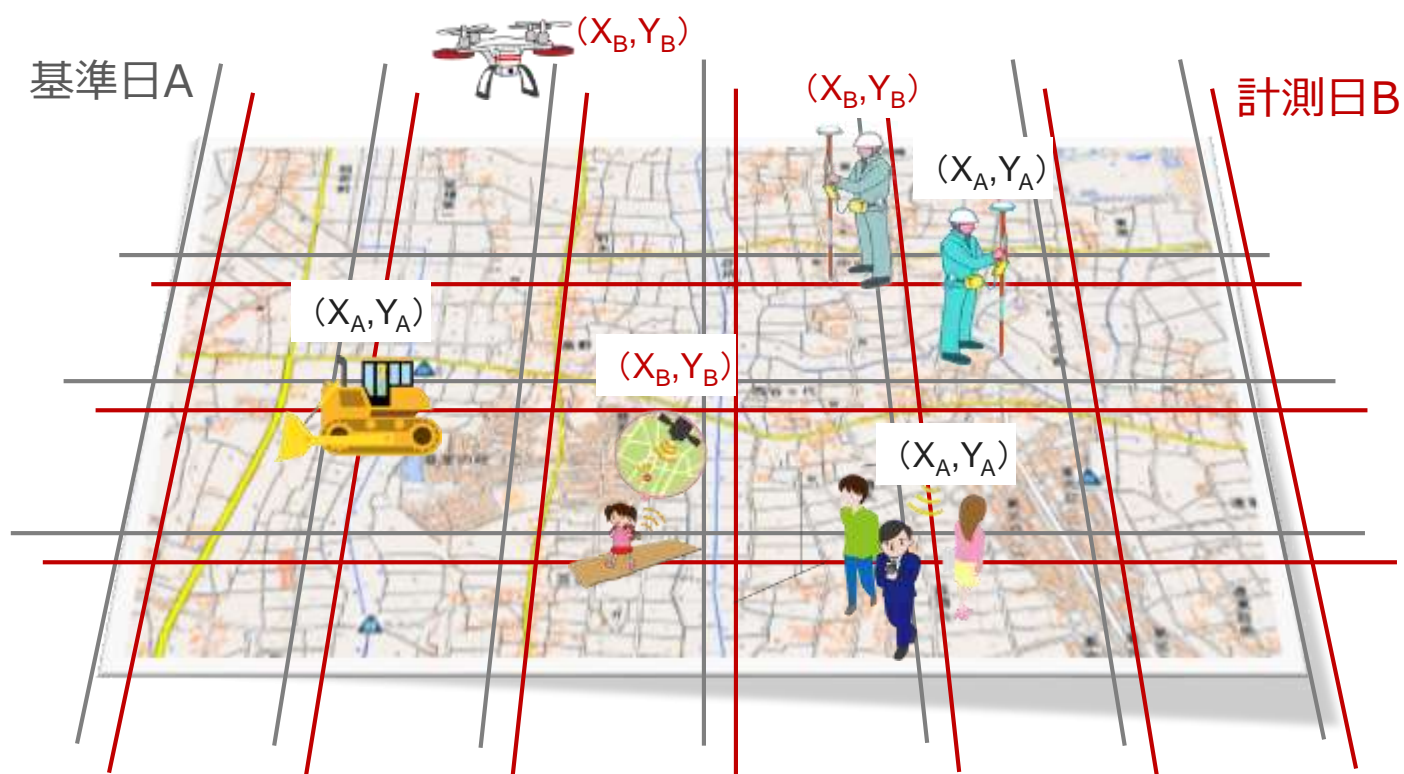 （X_B,Y_B）
基準日A
（X_B,Y_B）
計測日B
（X_A,Y_A）
（X_A,Y_A）
（X_B,Y_B）
（X_A,Y_A）